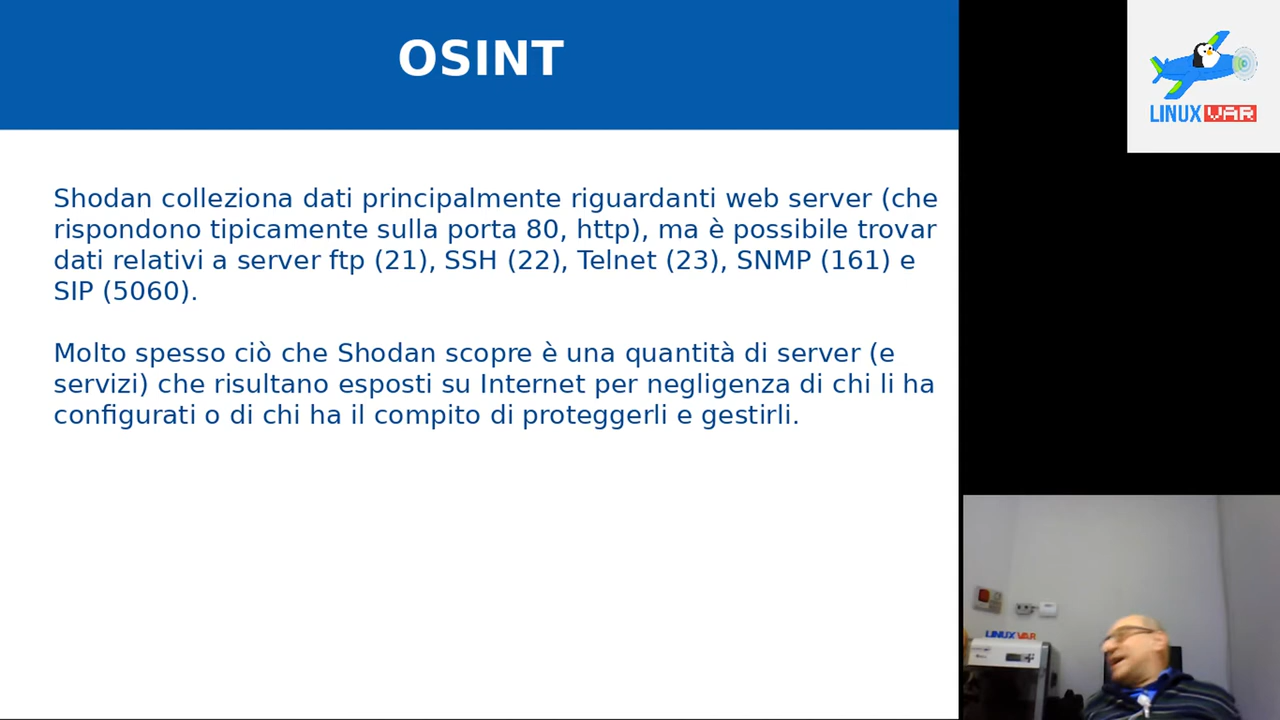 OSINT
Shodan colleziona dati principalmente riguardanti web server (che
rispondono tipicamente sulla porta 80, http), ma è possibile trovar
dati relativi a server ftp (21), SSH (22), Telnet (23), SNMP (161) e
SIP (5060).
Molto spesso ciò che Shodan scopre è una quantità di server (e
servizi) che risultano esposti su Internet per negligenza di chi li ha
configurati o di chi ha il compito di proteggerli e gestirli.
LINUX VAR
LINUX VAR